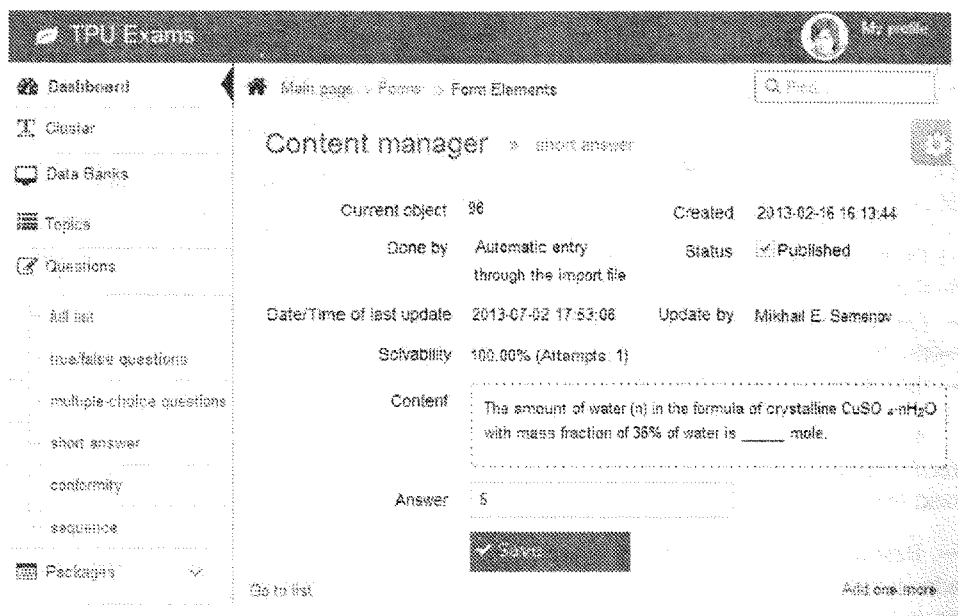 TPU Exams
My profile
Dashboard
Main page > Forms > Form Elements
Find...
Cluster
Content manager » short answer
Data Banks
Current object 96
Created 2013-02-16 16:13:44
Topics
Done by Automatic entry
through the import file
Status Published
Questions
full list
Date/Time of last update 2013-07-02 17:53:06
Update by Mikhail E. Semenov
true/false questions
Solvability 100.00% (Attempts: 1)
multiple-choice questions
Content
The amount of water (n) in the formula of crystalline CuSO 4·nH2O
with mass fraction of 36% of water is _____ mole.
short answer
conformity
Answer 5
sequence
Save
Packages
Go to list
Add one more